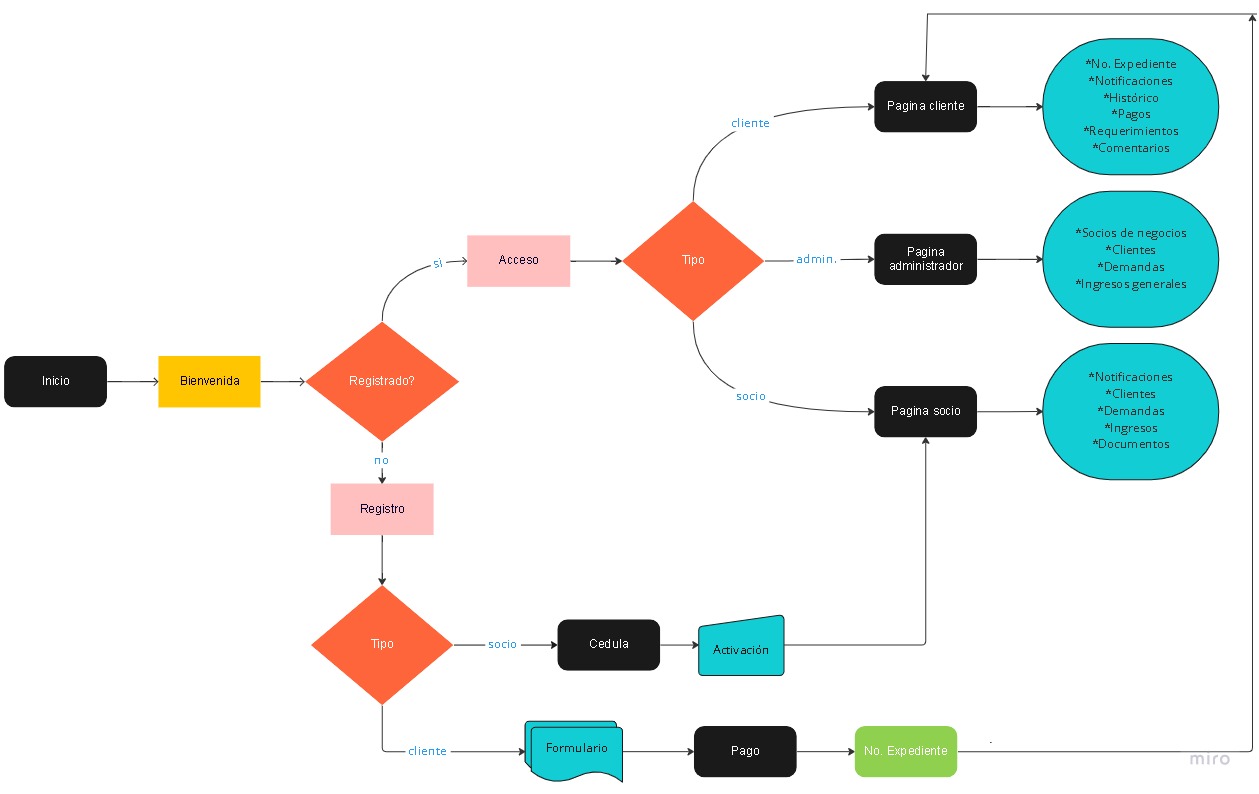 *No. Expediente
*Notificaciones
*Histórico
*Pagos
*Requerimientos
*Comentarios
Pagina cliente
cliente
*Socios de negocios
*Clientes
*Demandas
*Ingresos generales
Pagina
administrador
admin.
Tipo
Acceso
si
Inicio
Bienvenida
Registrado?
*Notificaciones
*Clientes
*Demandas
*Ingresos
*Documentos
Pagina socio
socio
no
Registro
Tipo
socio
Cedula
Activación
cliente
Formulario
Pago
No. Expediente
miro